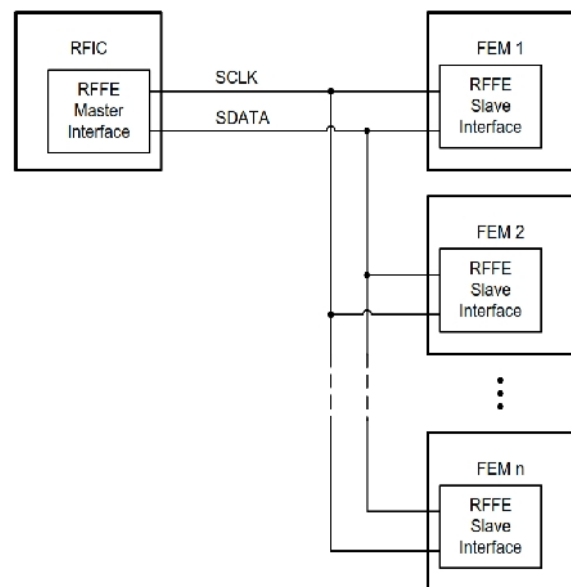 RFIC
RFFE
Master
Interface
SCLK
SDATA
FEM 1
RFFE
Slave
Interface
FEM 2
RFFE
Slave
Interface
FEM n
RFFE
Slave
Interface